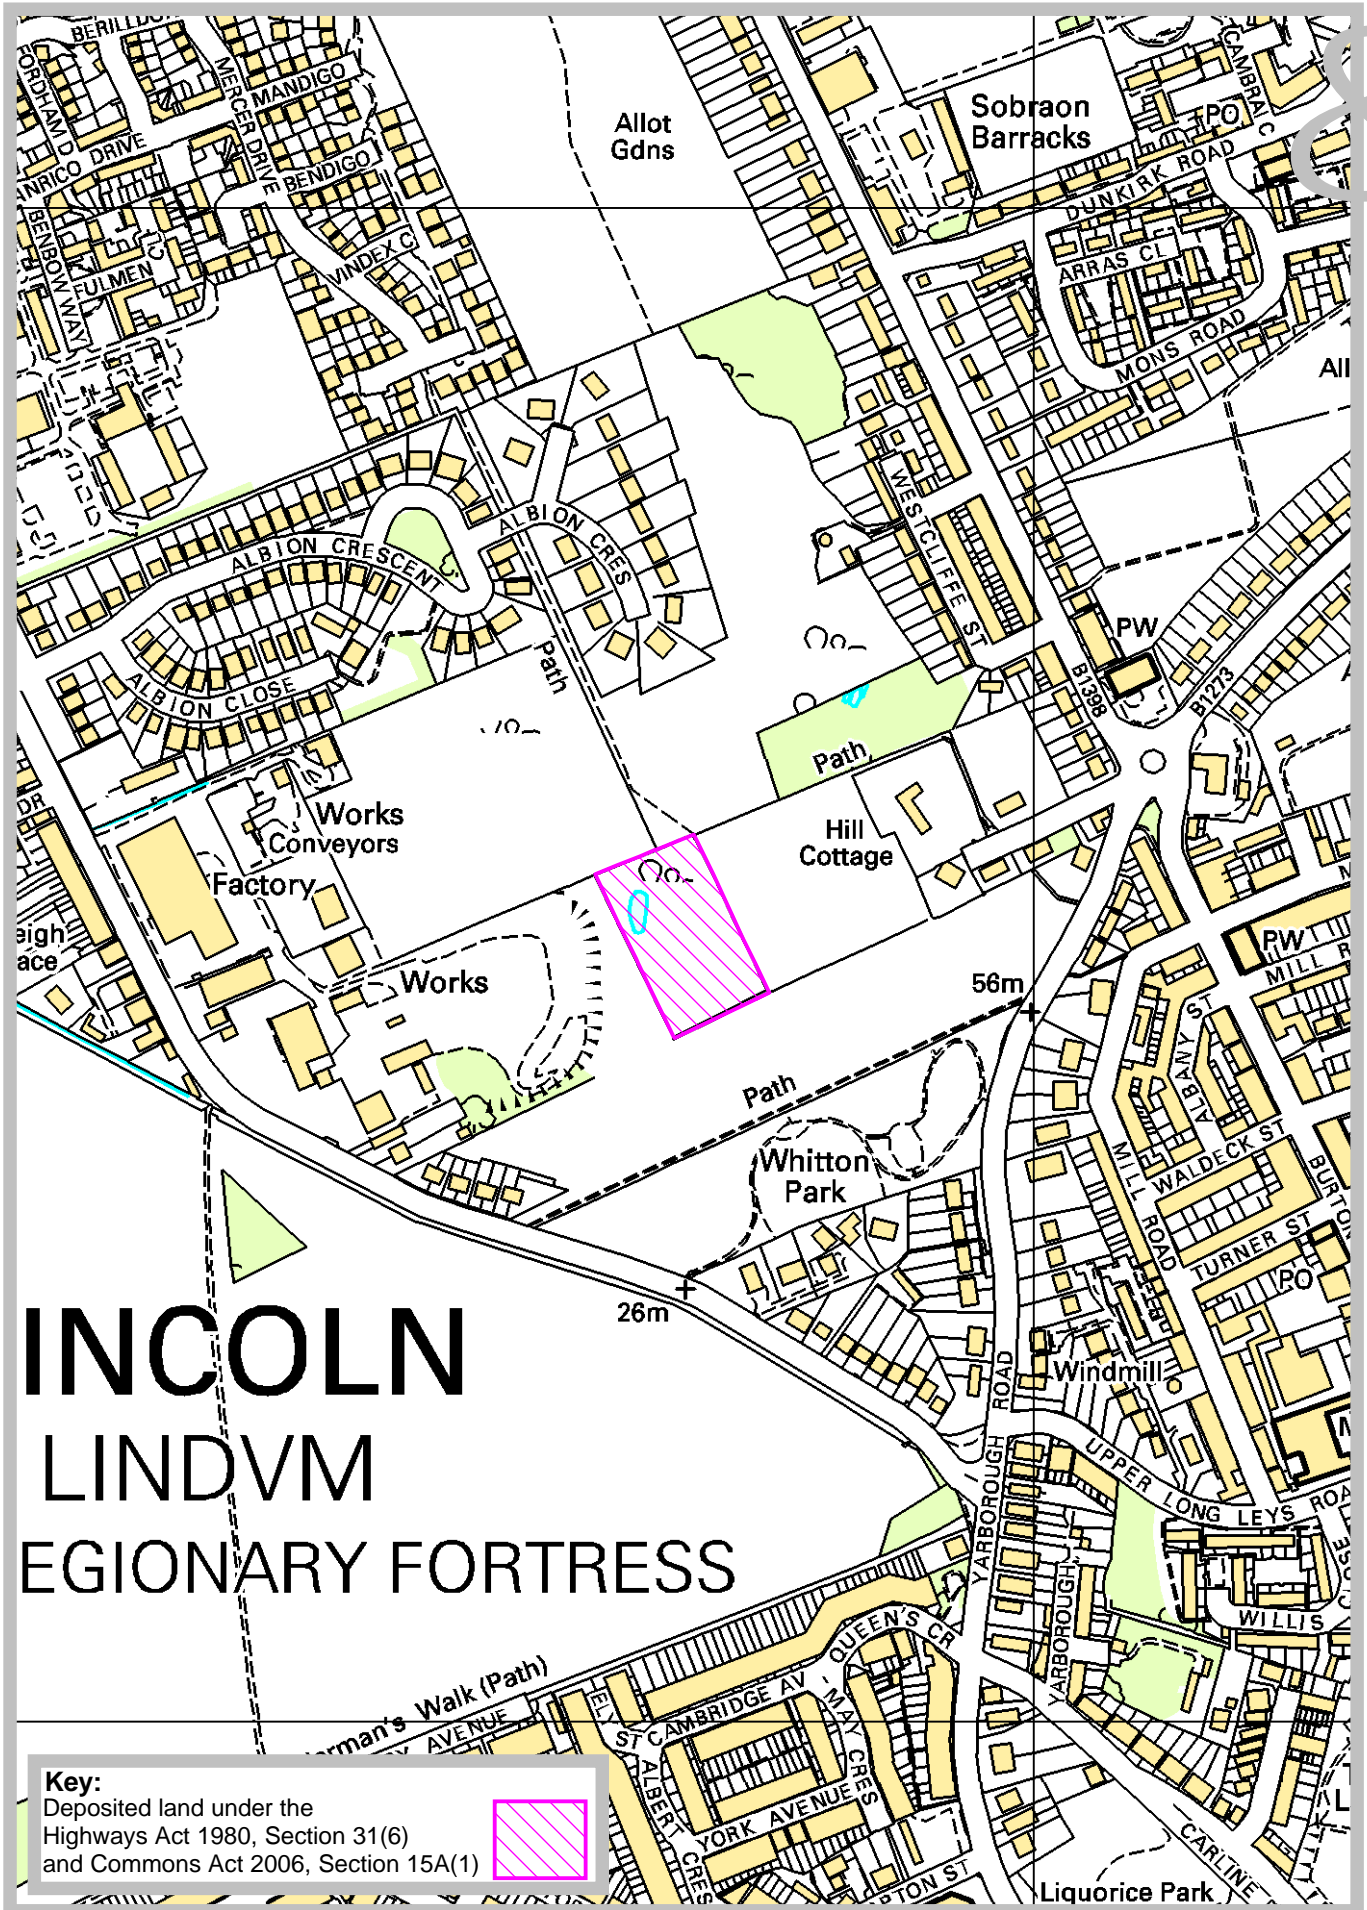 BERILLDON
FORDHAM D
MERCER DRIVE
MANDIGO
ANRICO DRIVE
BENDIGO
BENBOW WAY
FULMEN
VINDEX C
C
Allot
Gdns
Sobraon
Barracks
CAMBRAI C
PO
DUNKIRK ROAD
ARRAS CL
MONS ROAD
All
WESTCLIFFE ST
ALBION CRES
ALBION CRESCENT
ALBION CLOSE
Path
PW
B1398
B1273
Path
DR
Works
Conveyors
Factory
Hill
Cottage
eigh
ace
Works
PW
MILL R
56m
ALBANY ST
Path
Whitton
Park
MILL ROAD
WALDECK ST
BURTON
TURNER ST
PO
26m
INCOLN
Windmill
LINDVM
YARBOROUGH ROAD
UPPER LONG LEYS ROA
EGIONARY FORTRESS
CLOSE
WILLIS
YARBOROUGH
QUEEN'S CR
erman's Walk (Path)
Y AVENUE
ELY ST
CAMBRIDGE AV
MAY CRES
ALBERT CRES
YORK AVENUE
PTON ST
CARLINE
L
Liquorice Park
Key:
Deposited land under the
Highways Act 1980, Section 31(6)
and Commons Act 2006, Section 15A(1)